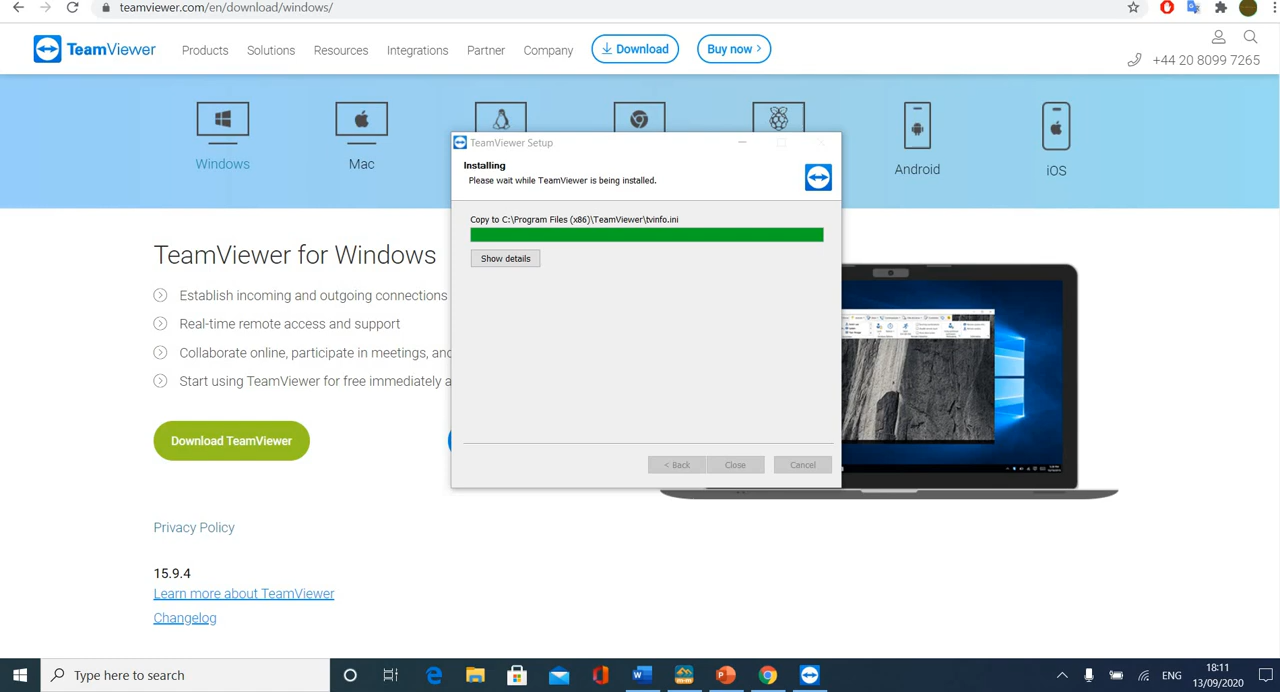 teamviewer.com/en/download/windows/
TeamViewer
Products
Solutions
Resources
Integrations
Partner
Company
Download
Buy now
+44 20 8099 7265
Windows
Mac
Android
iOS
TeamViewer Setup
Installing
Please wait while TeamViewer is being installed.
Copy to C:\Program Files (x86)\TeamViewer\tvinfo.ini
Show details
< Back
Close
Cancel
TeamViewer for Windows
Establish incoming and outgoing connections
Real-time remote access and support
Collaborate online, participate in meetings, and
Start using TeamViewer for free immediately a
Download TeamViewer
Privacy Policy
15.9.4
Learn more about TeamViewer
Changelog
Type here to search
ENG
18:11
13/09/2020